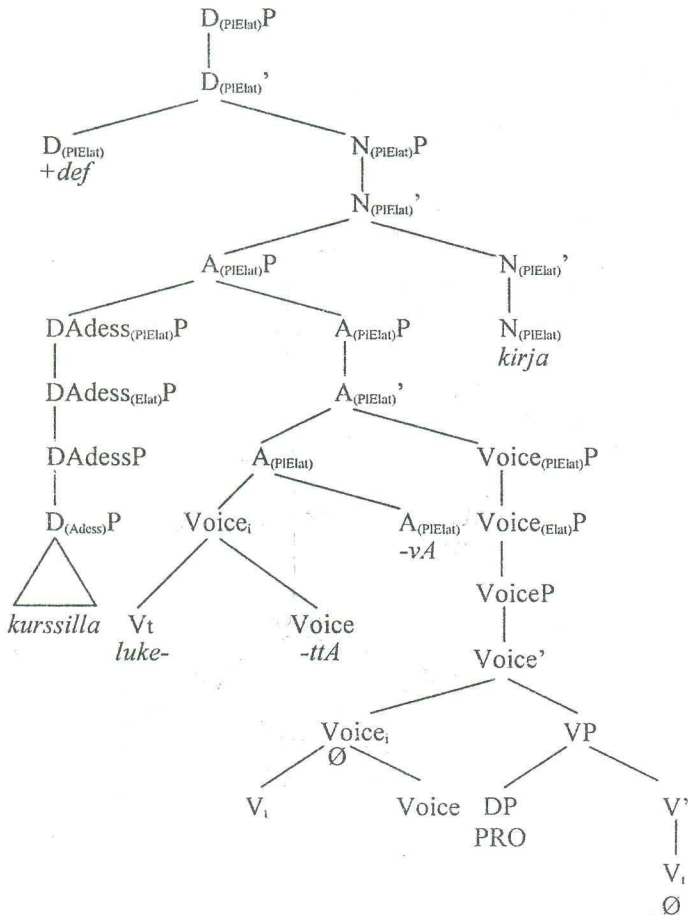 D(PlElat)P
D(PlElat)’
D(PlElat) N(PlElat)P
+def
N(PlElat)’
A(PlElat)P N(PlElat)’
DAdess(PlElat)P A(PlElat)P N(PlElat)
kirja
DAdess(Elat)P A(PlElat)’
DAdessP A(PlElat) Voice(PlElat)P
D(Adess)P Voicei A(PlElat) Voice(Elat)P
-vA
VoiceP
kurssilla Vt Voice
luke- -ttA
Voice’
Voicei VP
Ø
Vt Voice DP V’
PRO
Vt
Ø